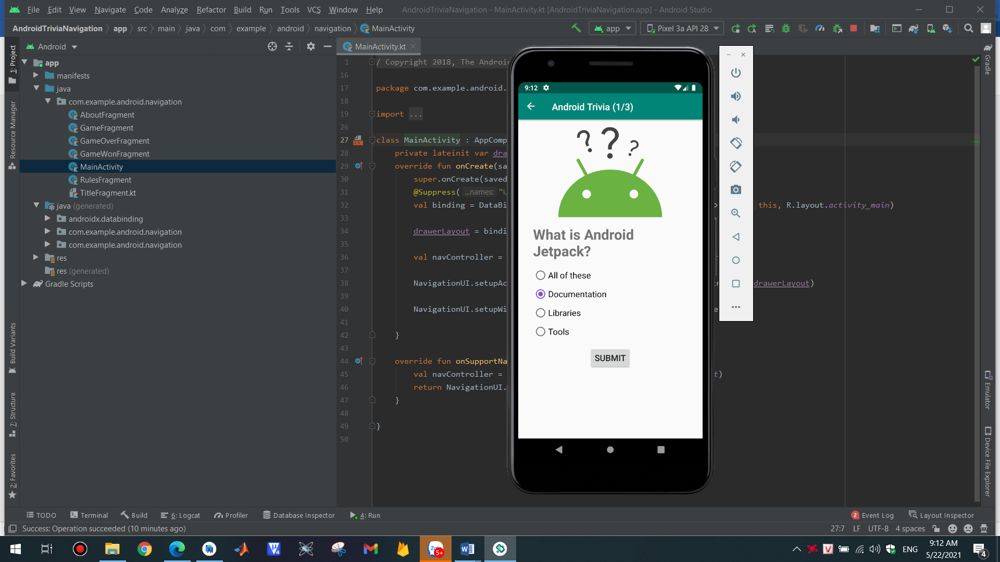 File Edit View Navigate Code Analyze Refactor Build Run Tools VCS Window Help AndroidTriviaNavigation - MainActivity.kt [AndroidTriviaNavigation.app] - Android Studio
AndroidTriviaNavigation app src main java com example android navigation MainActivity app Pixel 3a API 28
Android MainActivity.kt
1: Project
Resource Manager
Build Variants
7: Structure
2: Favorites
app
manifests
java
com.example.android.navigation
AboutFragment
GameFragment
GameOverFragment
GameWonFragment
MainActivity
RulesFragment
TitleFragment.kt
java (generated)
androidx.databinding
com.example.android.navigation
com.example.android.navigation
res
res (generated)
Gradle Scripts
1 / Copyright 2018, The Androi
16
17 package com.example.android.
18
19 import ...
26
27 class MainActivity : AppComp
28 private lateinit var dra
29 override fun onCreate(sa
30 super.onCreate(saved
31 @Suppress( ...names: "U
32 val binding = DataBi > this, R.layout.activity_main)
34 drawerLayout = bindi
35
36 val navController =
37
38 NavigationUI.setupAc drawerLayout)
39
40 NavigationUI.setupWi e
41
42 }
43
44 override fun onSupportNa
45 val navController = t)
46 return NavigationUI.
47 }
48
49 }
50
9:12
Android Trivia (1/3)
? ? ?
What is Android
Jetpack?
All of these
Documentation
Libraries
Tools
SUBMIT
Gradle
Emulator
Device File Explorer
TODO Terminal Build 6: Logcat Profiler Database Inspector 4: Run 2 Event Log Layout Inspector
Success: Operation succeeded (10 minutes ago) 27:7 LF UTF-8 4 spaces
5+ ENG 9:12 AM
5/22/2021 4